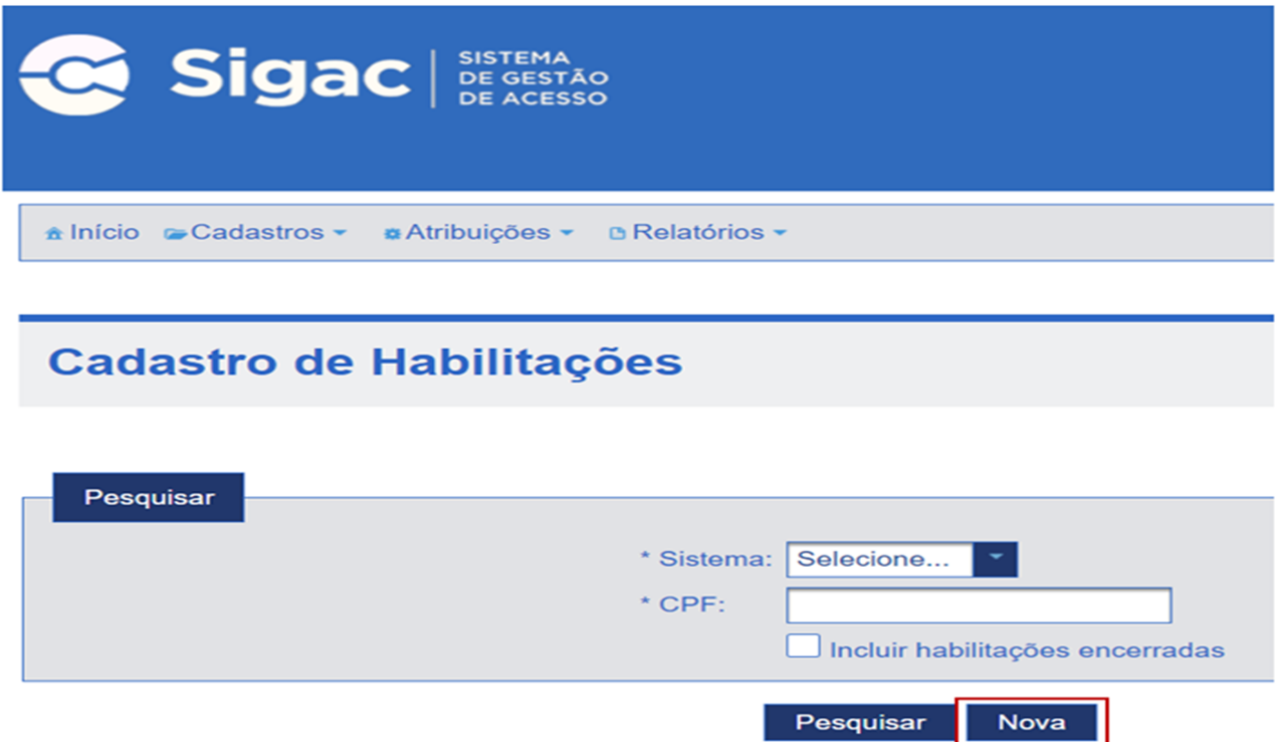 Sigac
SISTEMA
DE GESTÃO
DE ACESSO
Início Cadastros Atribuições Relatórios
Cadastro de Habilitações
Pesquisar
* Sistema: Selecione...
* CPF:
Incluir habilitações encerradas
Pesquisar Nova